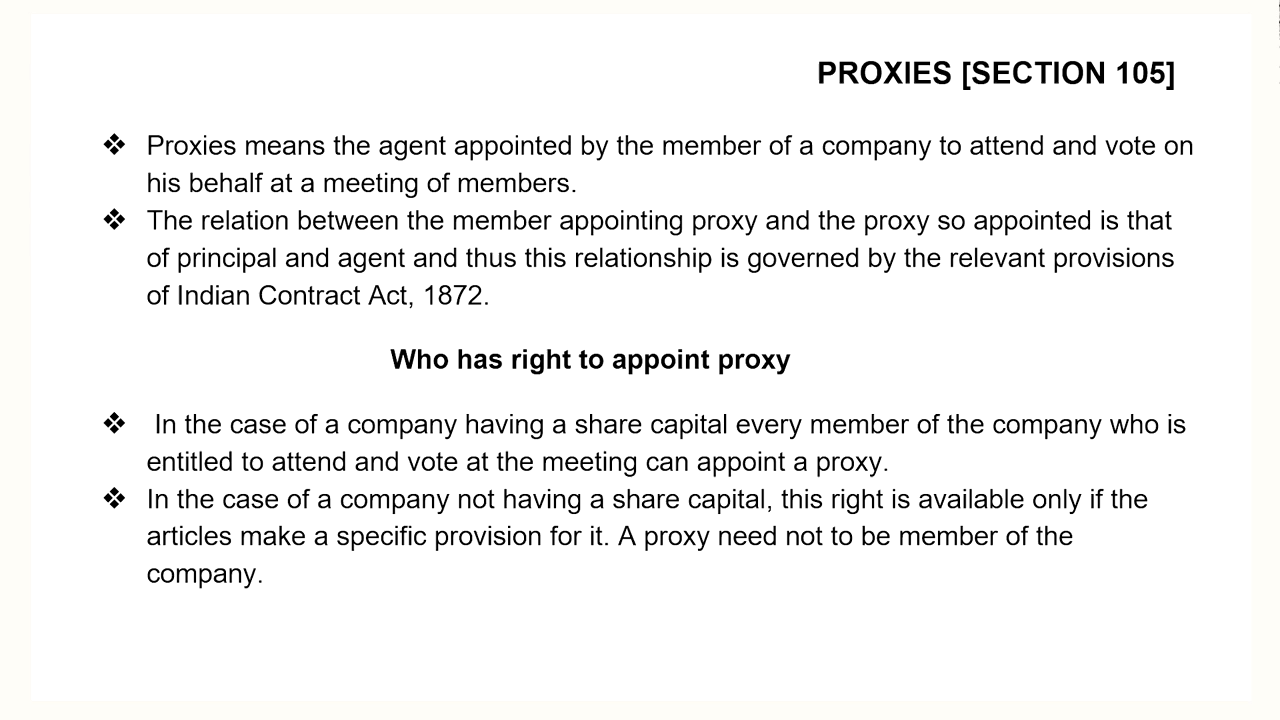 PROXIES [SECTION 105]
❖ Proxies means the agent appointed by the member of a company to attend and vote on
his behalf at a meeting of members.
❖ The relation between the member appointing proxy and the proxy so appointed is that
of principal and agent and thus this relationship is governed by the relevant provisions
of Indian Contract Act, 1872.
Who has right to appoint proxy
❖ In the case of a company having a share capital every member of the company who is
entitled to attend and vote at the meeting can appoint a proxy.
❖ In the case of a company not having a share capital, this right is available only if the
articles make a specific provision for it. A proxy need not to be member of the
company.